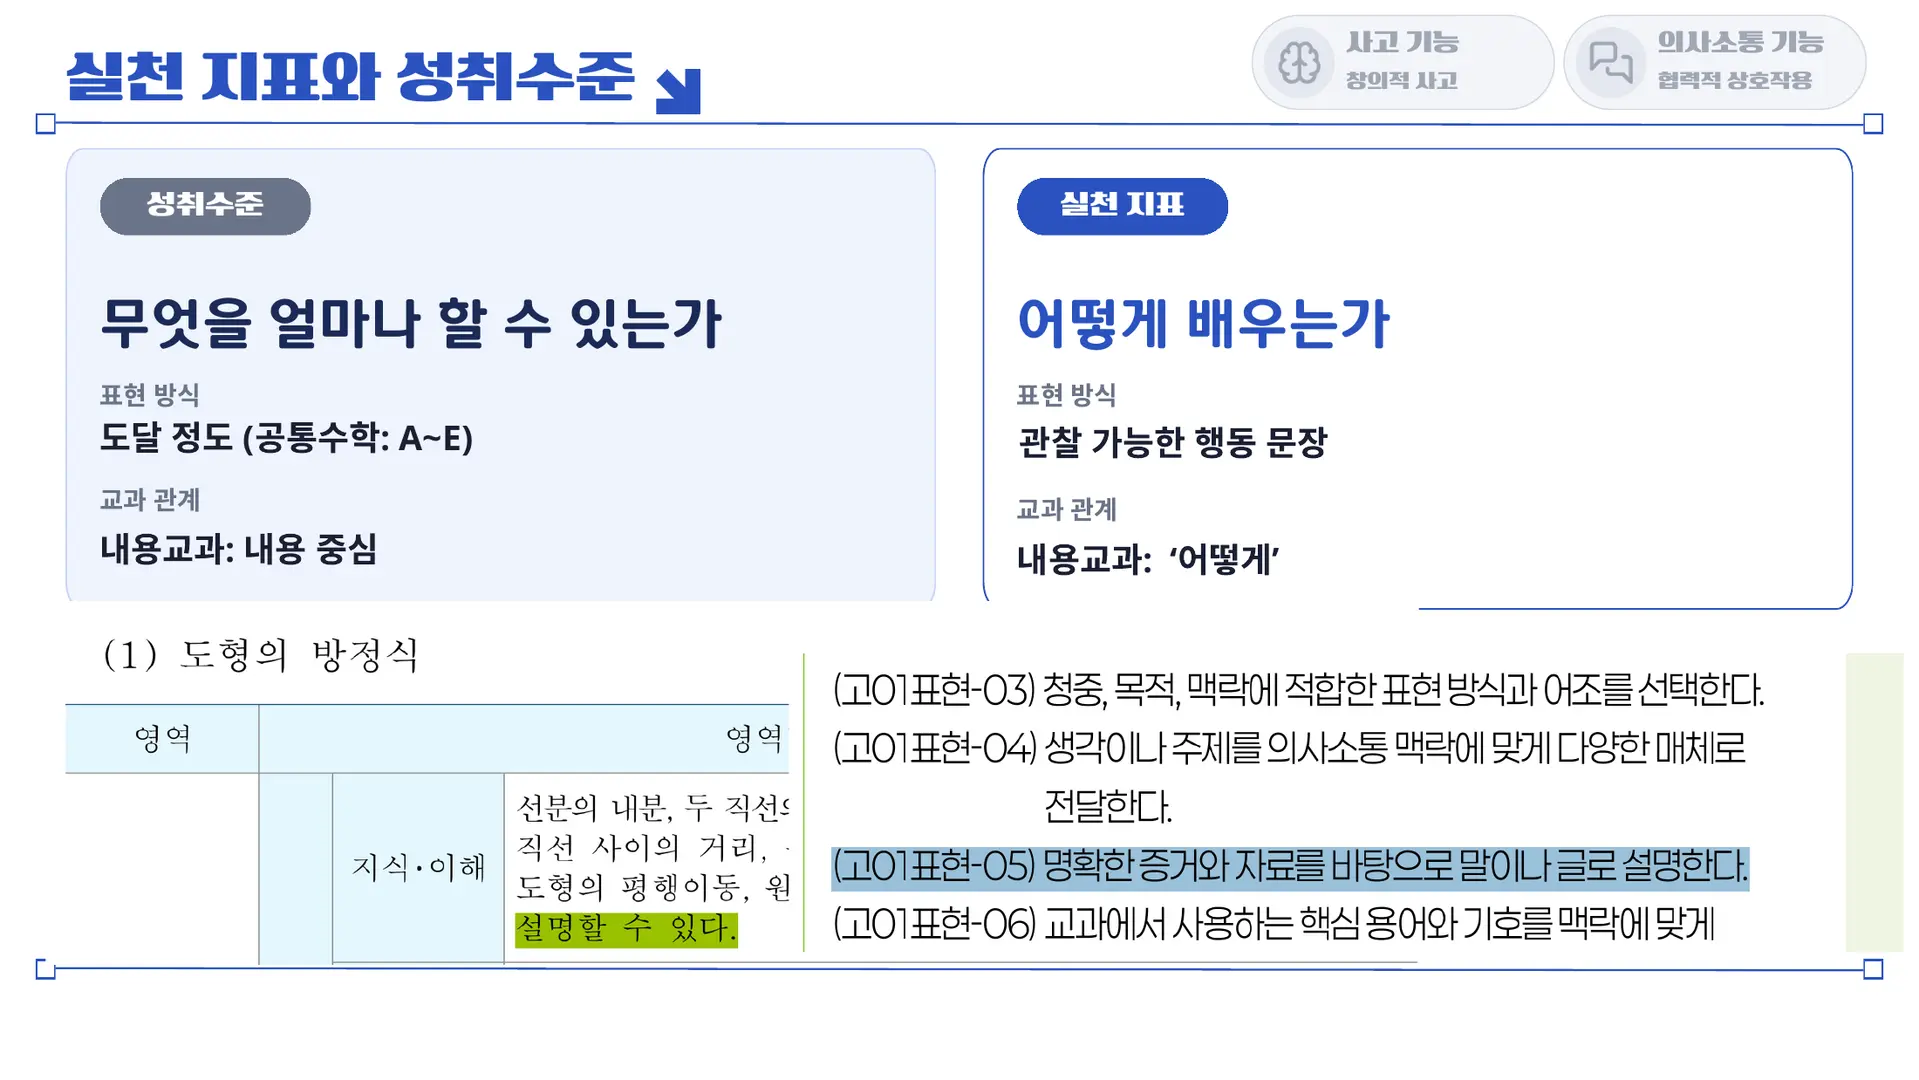 실천 지표와 성취수준
사고 기능
창의적 사고
의사소통 기능
협력적 상호작용
성취수준
무엇을 얼마나 할 수 있는가
표현 방식
도달 정도 (공통수학: A~E)
교과 관계
내용교과: 내용 중심
실천 지표
어떻게 배우는가
표현 방식
관찰 가능한 행동 문장
교과 관계
내용교과: ‘어떻게’
(1) 도형의 방정식
영역
영역
지식·이해
선분의 내분, 두 직선의
직선 사이의 거리,
도형의 평행이동, 원
설명할 수 있다.
(고01표현-03) 청중, 목적, 맥락에 적합한 표현 방식과 어조를 선택한다.
(고01표현-04) 생각이나 주제를 의사소통 맥락에 맞게 다양한 매체로
전달한다.
(고01표현-05) 명확한 증거와 자료를 바탕으로 말이나 글로 설명한다.
(고01표현-06) 교과에서 사용하는 핵심 용어와 기호를 맥락에 맞게